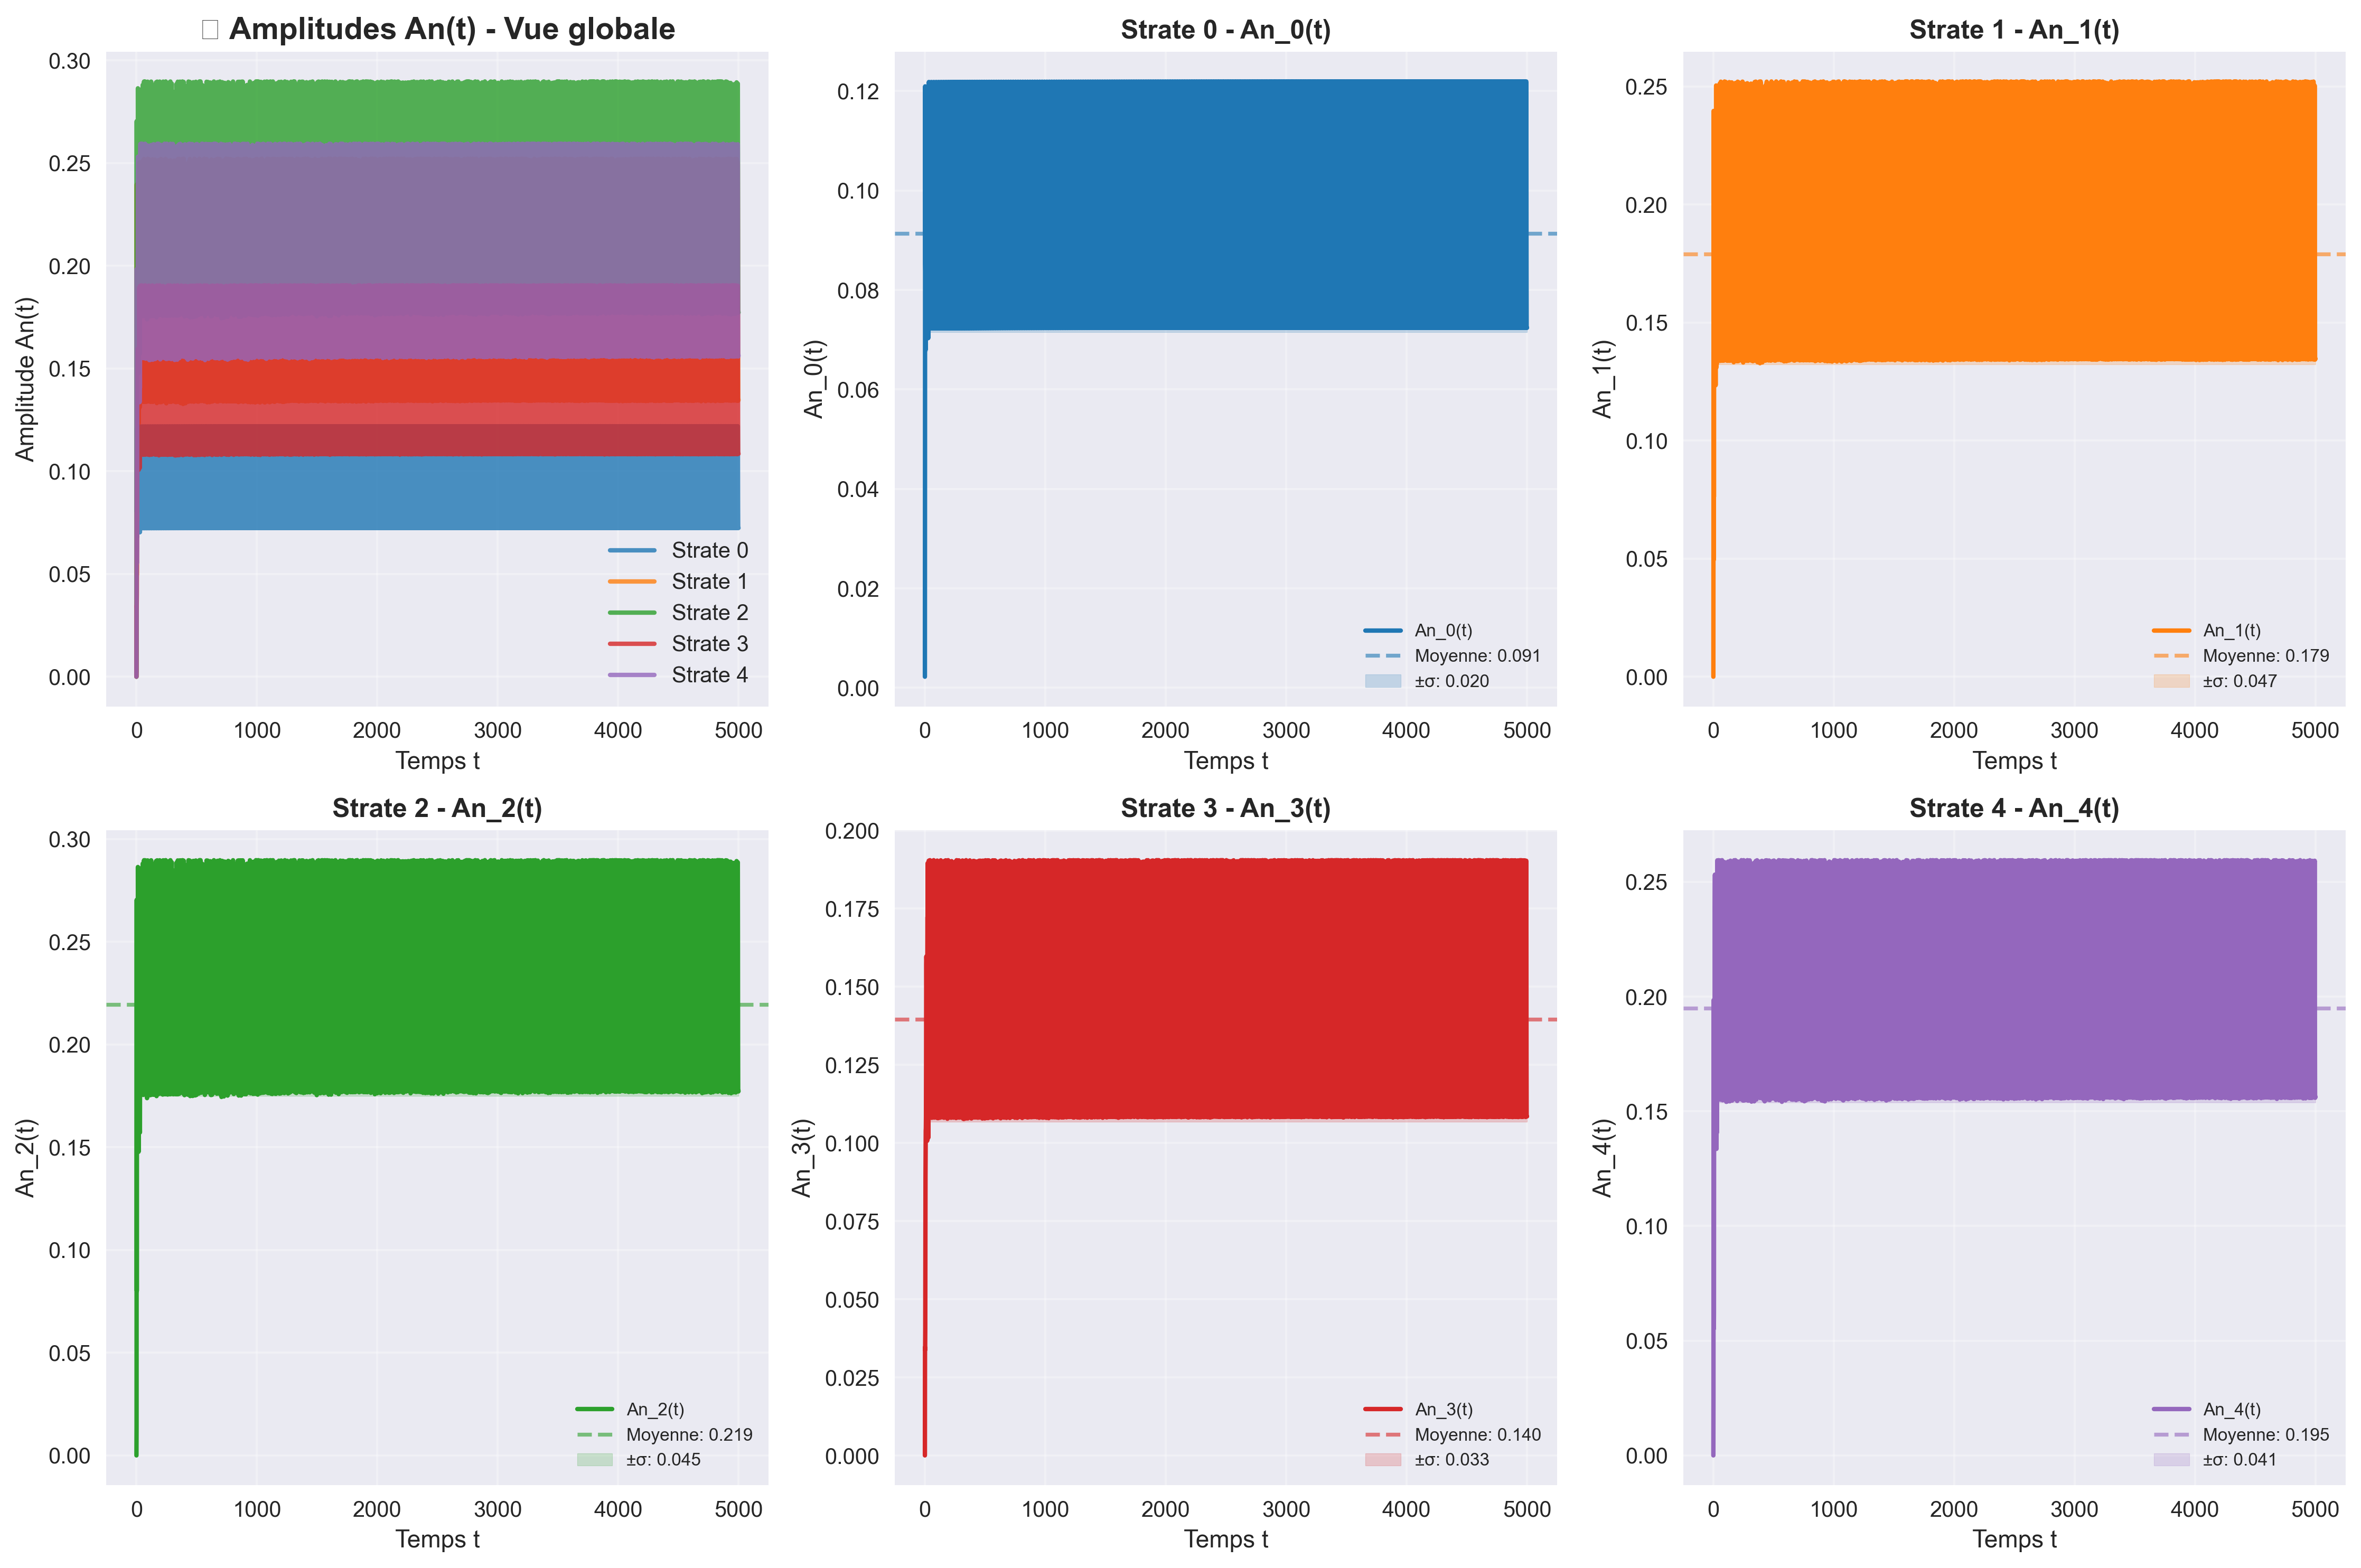 Amplitudes An(t) - Vue globale
0.30
0.25
0.20
0.15
0.10
0.05
0.00
Amplitude An(t)
0 1000 2000 3000 4000 5000
Temps t
Strate 0
Strate 1
Strate 2
Strate 3
Strate 4
Strate 0 - An_0(t)
0.12
0.10
0.08
0.06
0.04
0.02
0.00
An_0(t)
0 1000 2000 3000 4000 5000
Temps t
An_0(t)
Moyenne: 0.091
±σ: 0.020
Strate 1 - An_1(t)
0.25
0.20
0.15
0.10
0.05
0.00
An_1(t)
0 1000 2000 3000 4000 5000
Temps t
An_1(t)
Moyenne: 0.179
±σ: 0.047
Strate 2 - An_2(t)
0.30
0.25
0.20
0.15
0.10
0.05
0.00
An_2(t)
0 1000 2000 3000 4000 5000
Temps t
An_2(t)
Moyenne: 0.219
±σ: 0.045
Strate 3 - An_3(t)
0.200
0.175
0.150
0.125
0.100
0.075
0.050
0.025
0.000
An_3(t)
0 1000 2000 3000 4000 5000
Temps t
An_3(t)
Moyenne: 0.140
±σ: 0.033
Strate 4 - An_4(t)
0.25
0.20
0.15
0.10
0.05
0.00
An_4(t)
0 1000 2000 3000 4000 5000
Temps t
An_4(t)
Moyenne: 0.195
±σ: 0.041